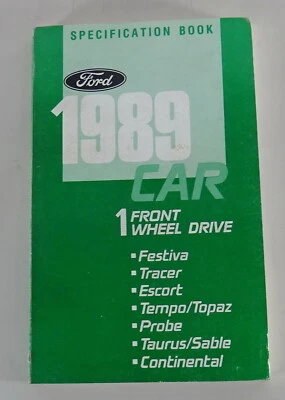 SPECIFICATION BOOK
Ford
1989
CAR
1 FRONT
WHEEL DRIVE
▪Festiva
▪Tracer
▪Escort
▪Tempo/Topaz
▪Probe
▪Taurus/Sable
▪Continental